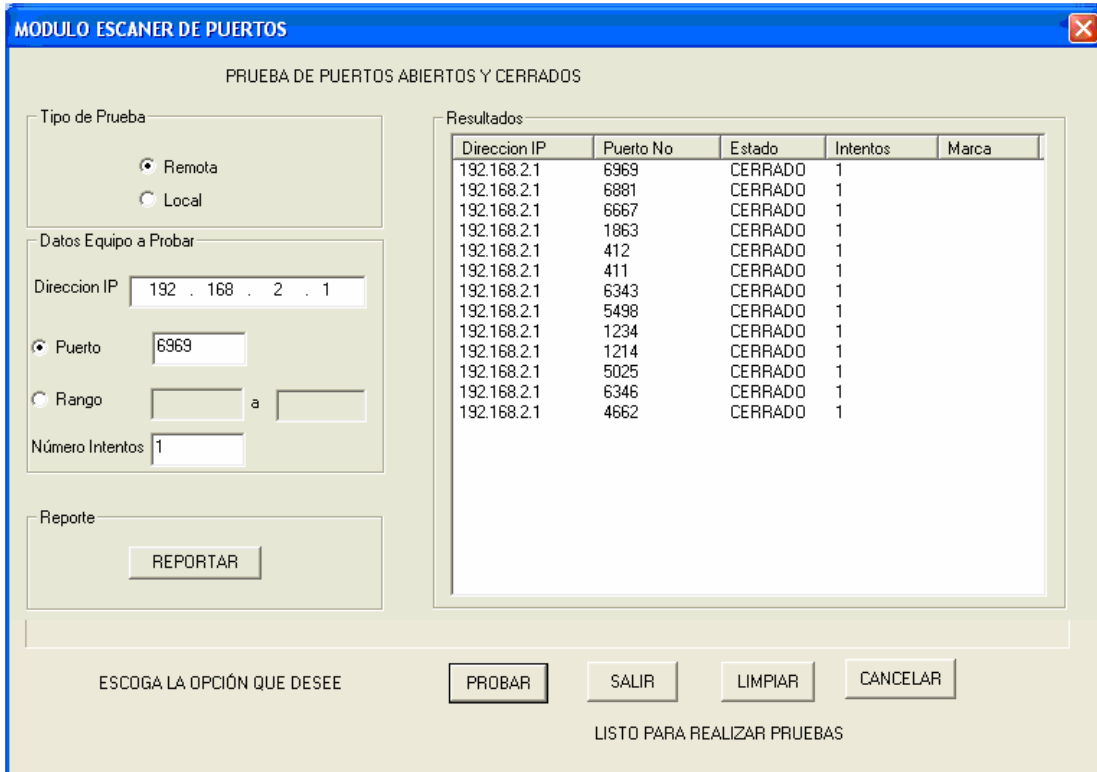 MODULO ESCANER DE PUERTOS
PRUEBA DE PUERTOS ABIERTOS Y CERRADOS
Tipo de Prueba
Remota
Local
Datos Equipo a Probar
Direccion IP 192 . 168 . 2 . 1
Puerto 6969
Rango a
Número Intentos 1
Reporte
REPORTAR
Resultados
Direccion IP Puerto No Estado Intentos Marca
192.168.2.1 6969 CERRADO 1
192.168.2.1 6881 CERRADO 1
192.168.2.1 6667 CERRADO 1
192.168.2.1 1863 CERRADO 1
192.168.2.1 412 CERRADO 1
192.168.2.1 411 CERRADO 1
192.168.2.1 6343 CERRADO 1
192.168.2.1 5498 CERRADO 1
192.168.2.1 1234 CERRADO 1
192.168.2.1 1214 CERRADO 1
192.168.2.1 5025 CERRADO 1
192.168.2.1 6346 CERRADO 1
192.168.2.1 4662 CERRADO 1
ESCOGA LA OPCIÓN QUE DESEE
PROBAR SALIR LIMPIAR CANCELAR
LISTO PARA REALIZAR PRUEBAS